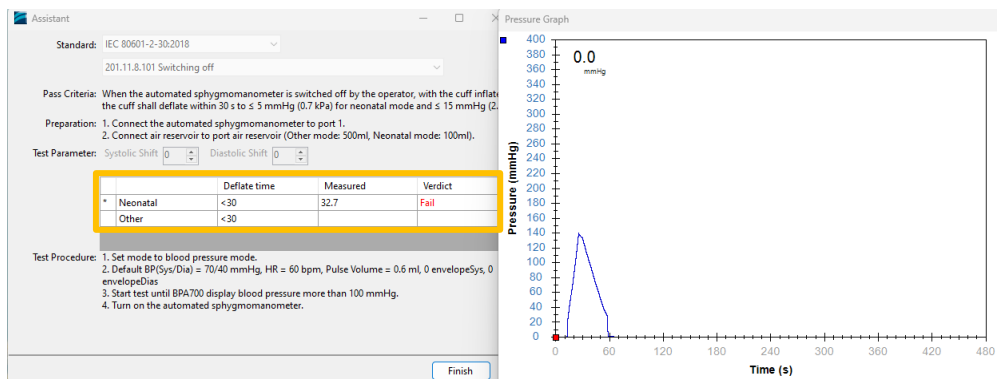 Assistant
Standard: IEC 80601-2-30:2018
201.11.8.101 Switching off
Pass Criteria: When the automated sphygmomanometer is switched off by the operator, with the cuff inflate
the cuff shall deflate within 30 s to ≤ 5 mmHg (0.7 kPa) for neonatal mode and ≤ 15 mmHg (2.
Preparation: 1. Connect the automated sphygmomanometer to port 1.
2. Connect air reservoir to port air reservoir (Other mode: 500ml, Neonatal mode: 100ml).
Test Parameter: Systolic Shift 0 Diastolic Shift 0
Deflate time Measured Verdict
* Neonatal <30 32.7 Fail
Other <30
Test Procedure: 1. Set mode to blood pressure mode.
2. Default BP(Sys/Dia) = 70/40 mmHg, HR = 60 bpm, Pulse Volume = 0.6 ml, 0 envelopeSys, 0
envelopeDias
3. Start test until BPA700 display blood pressure more than 100 mmHg.
4. Turn on the automated sphygmomanometer.
Finish
Pressure Graph
0.0
mmHg
Pressure (mmHg)
400
380
360
340
320
300
280
260
240
220
200
180
160
140
120
100
80
60
40
20
0
0 60 120 180 240 300 360 420 480
Time (s)